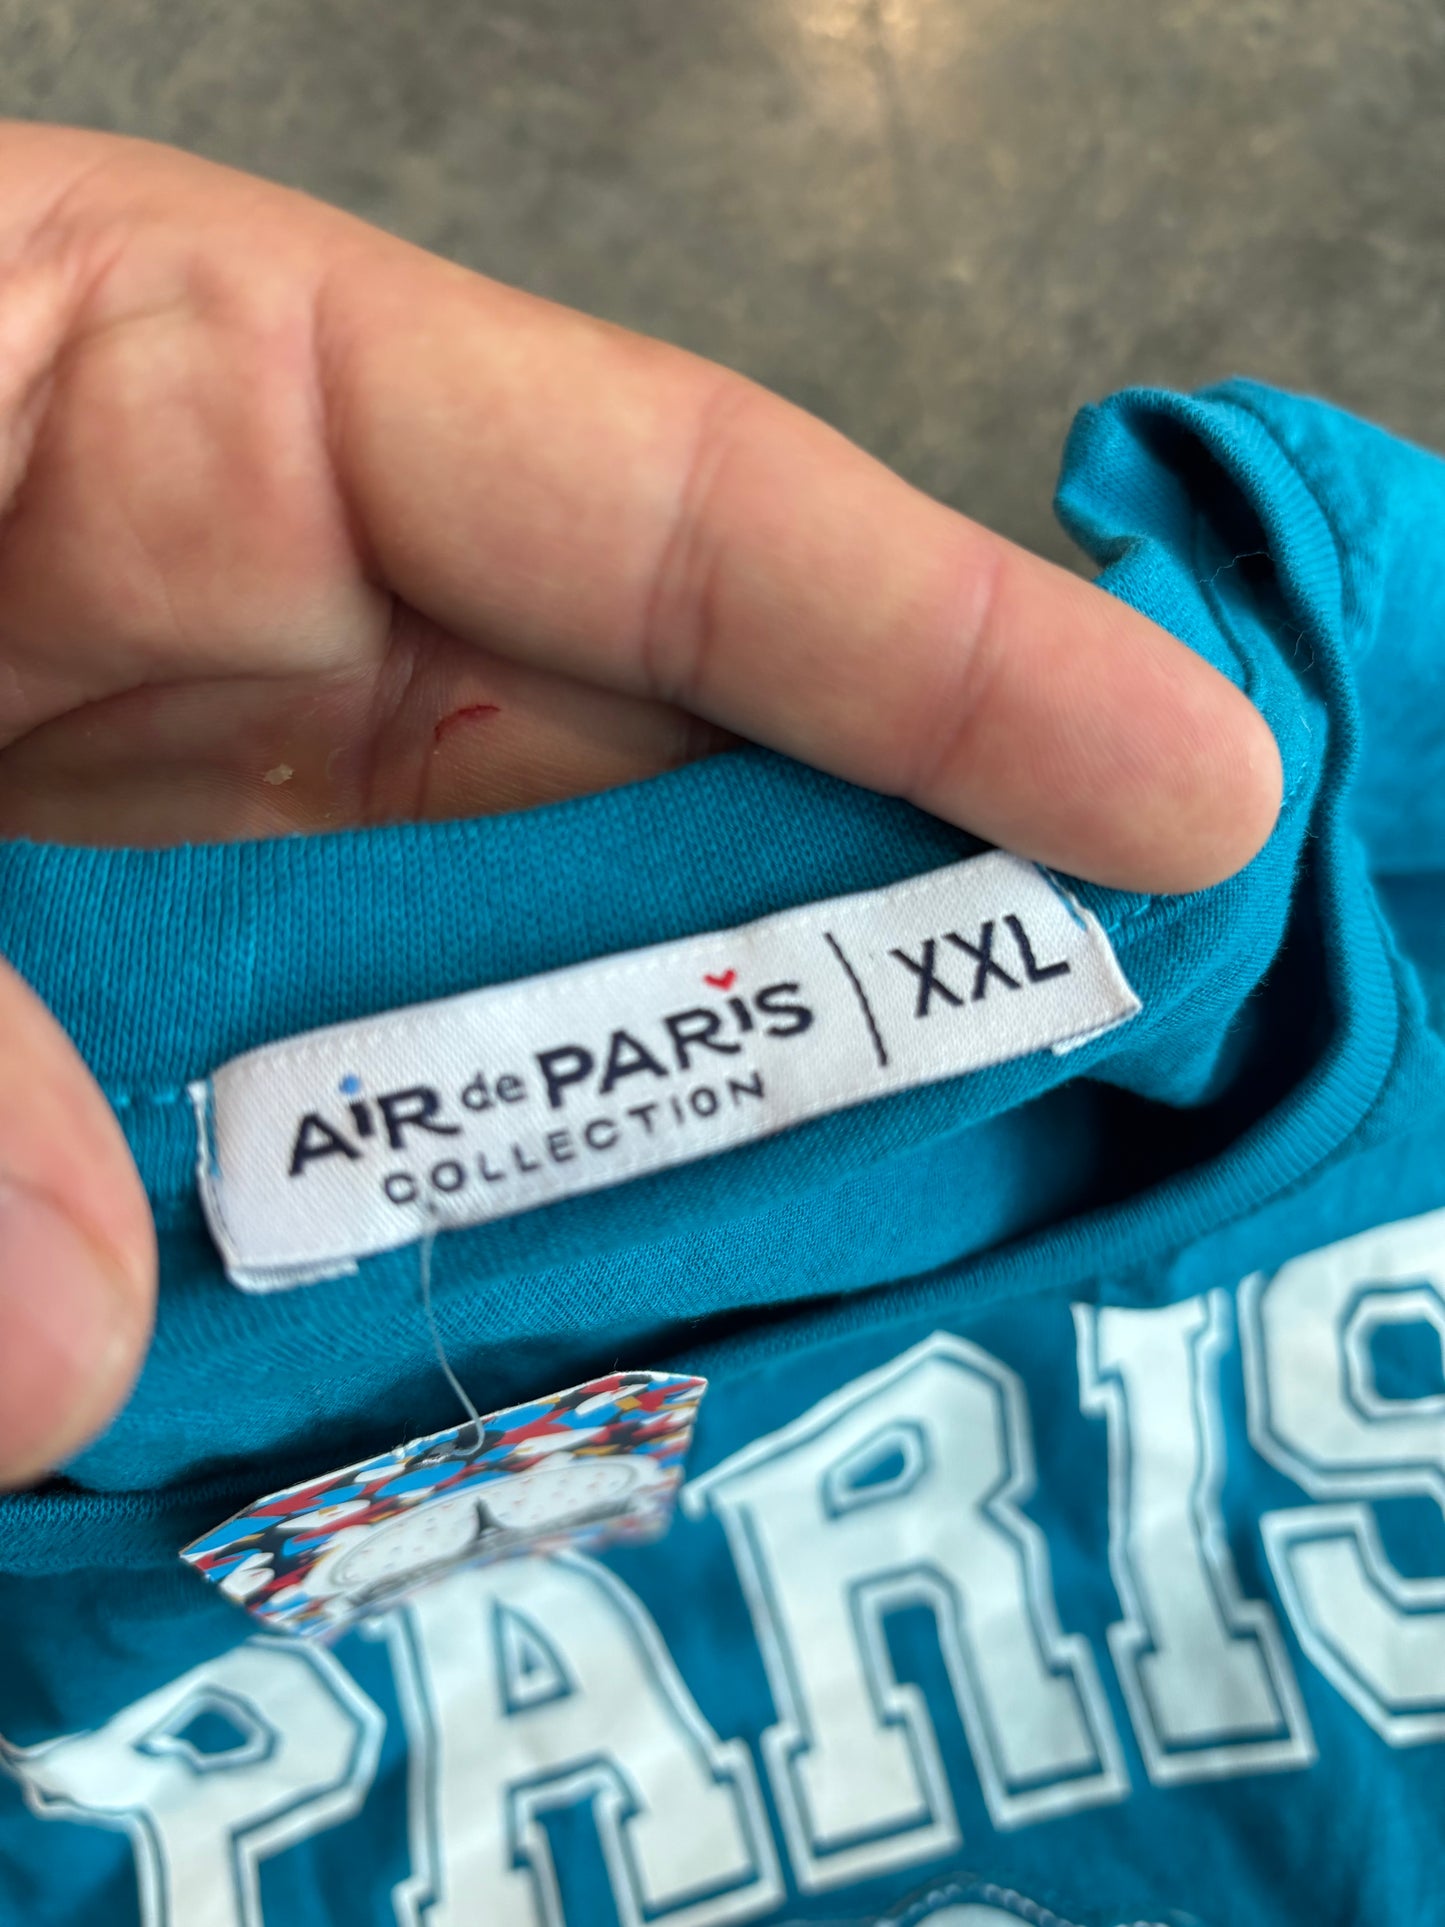 AiR de PARiS | XXL
COLLECTION
PARIS